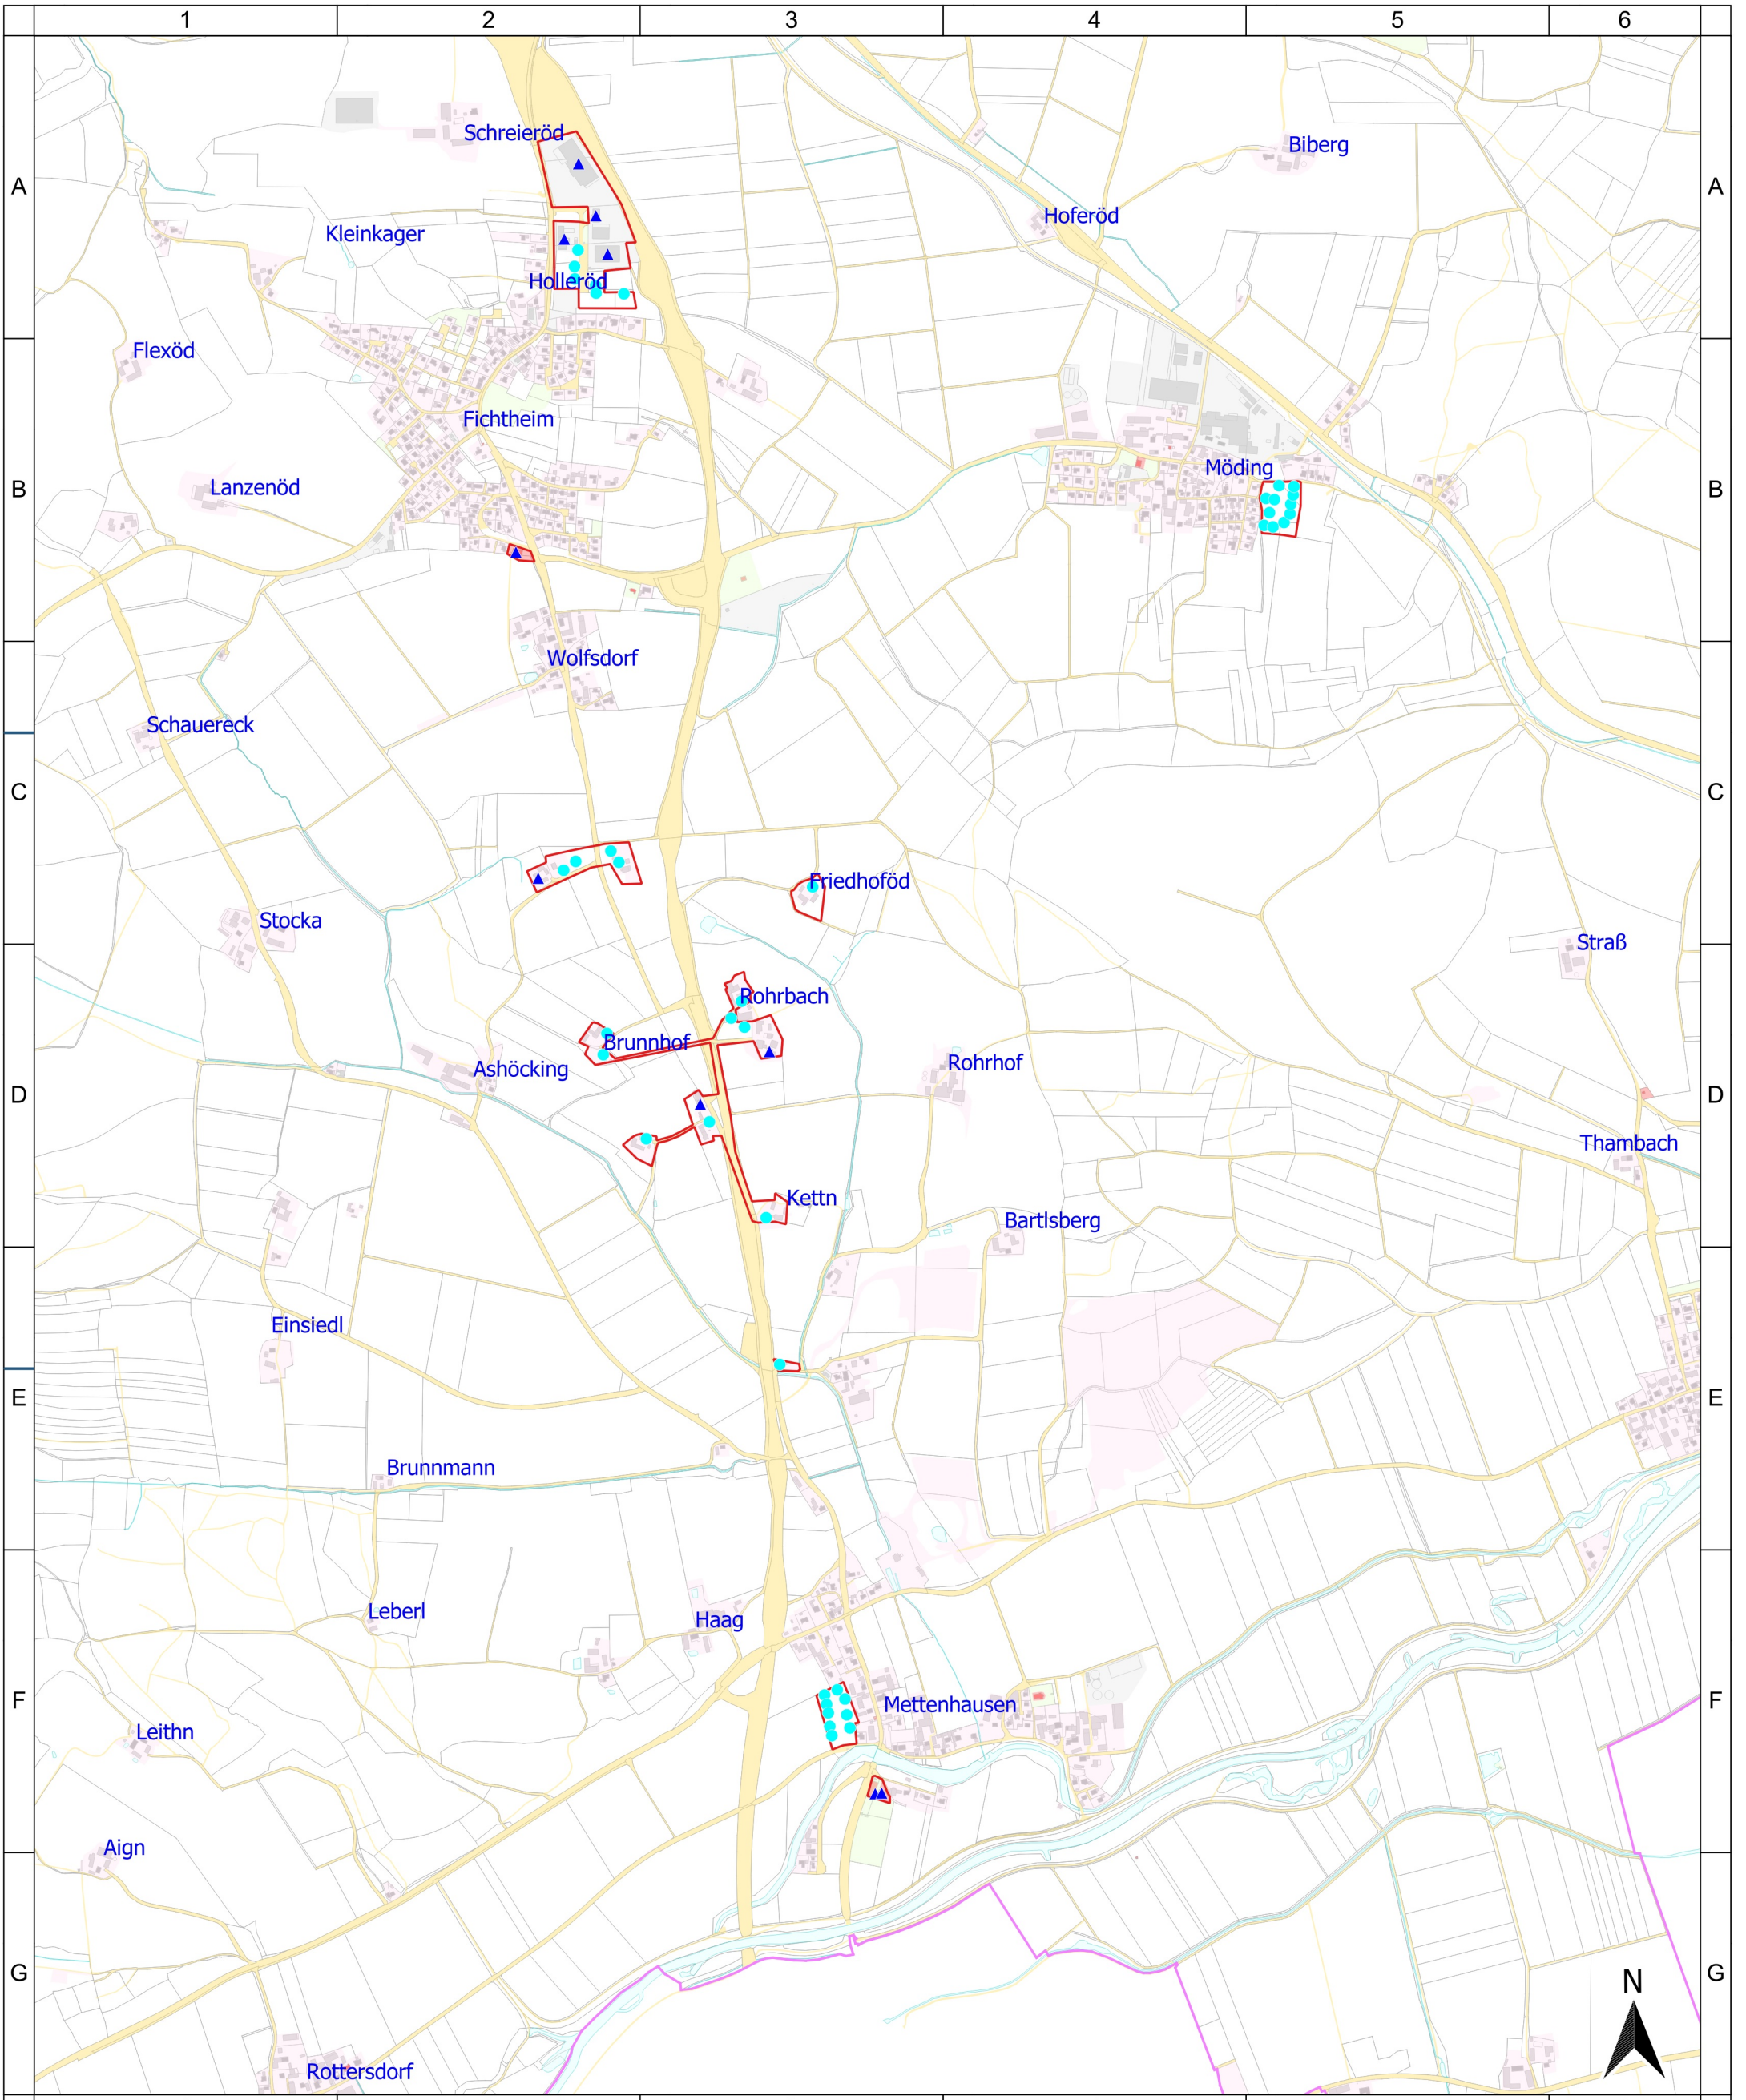 1 2 3 4 5 6
Schreieröd
Biberg
A A
Hoferöd
Kleinkager
Holleröd
Flexöd
Fichtheim
Möding
Lanzenöd
B B
Wolfsdorf
Schauereck
C C
Friedhoföd
Stocka
Straß
Rohrbach
Brunnhof
Rohrhof
Ashöcking
D D
Thambach
Kettn
Bartlsberg
Einsiedl
E E
Brunnmann
Leberl
Haag
F F
Mettenhausen
Leithn
Aign
G G
N
Rottersdorf